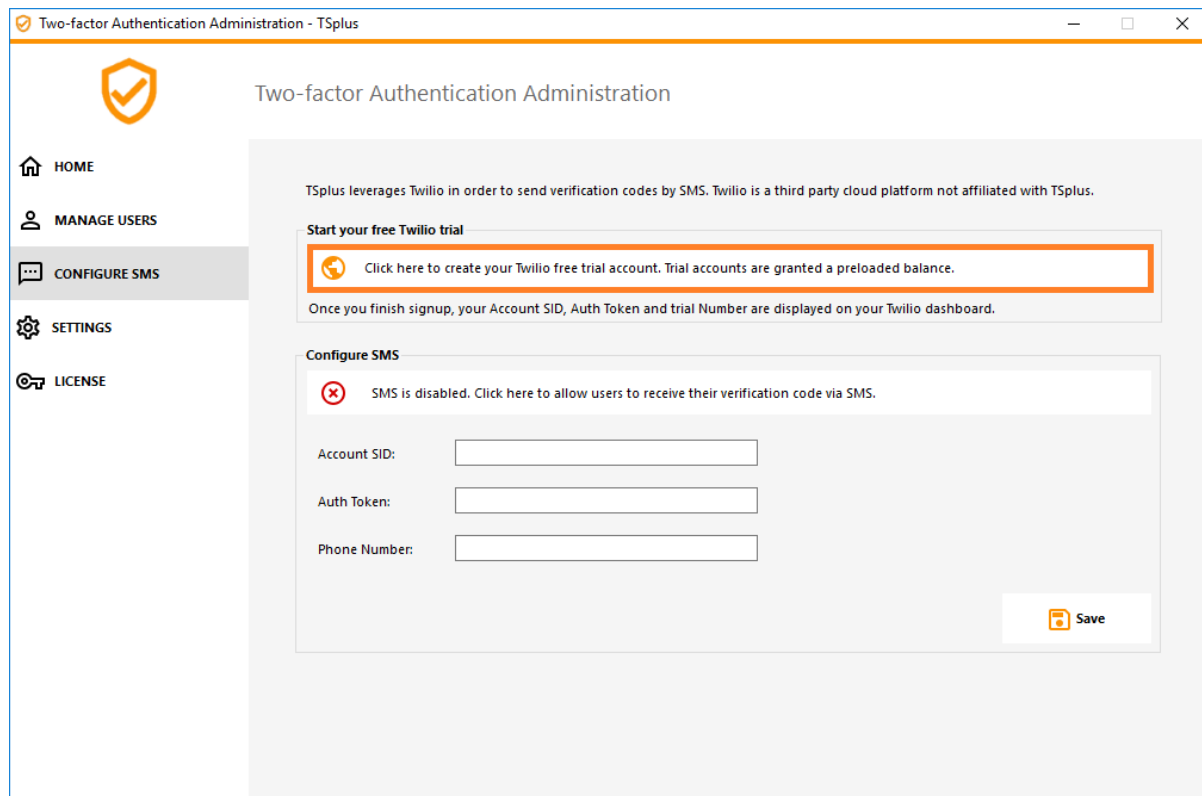 Two-factor Authentication Administration - TSplus
Two-factor Authentication Administration
HOME
MANAGE USERS
CONFIGURE SMS
SETTINGS
LICENSE
TSplus leverages Twilio in order to send verification codes by SMS. Twilio is a third party cloud platform not affiliated with TSplus.
Start your free Twilio trial
Click here to create your Twilio free trial account. Trial accounts are granted a preloaded balance.
Once you finish signup, your Account SID, Auth Token and trial Number are displayed on your Twilio dashboard.
Configure SMS
SMS is disabled. Click here to allow users to receive their verification code via SMS.
Account SID:
Auth Token:
Phone Number:
Save